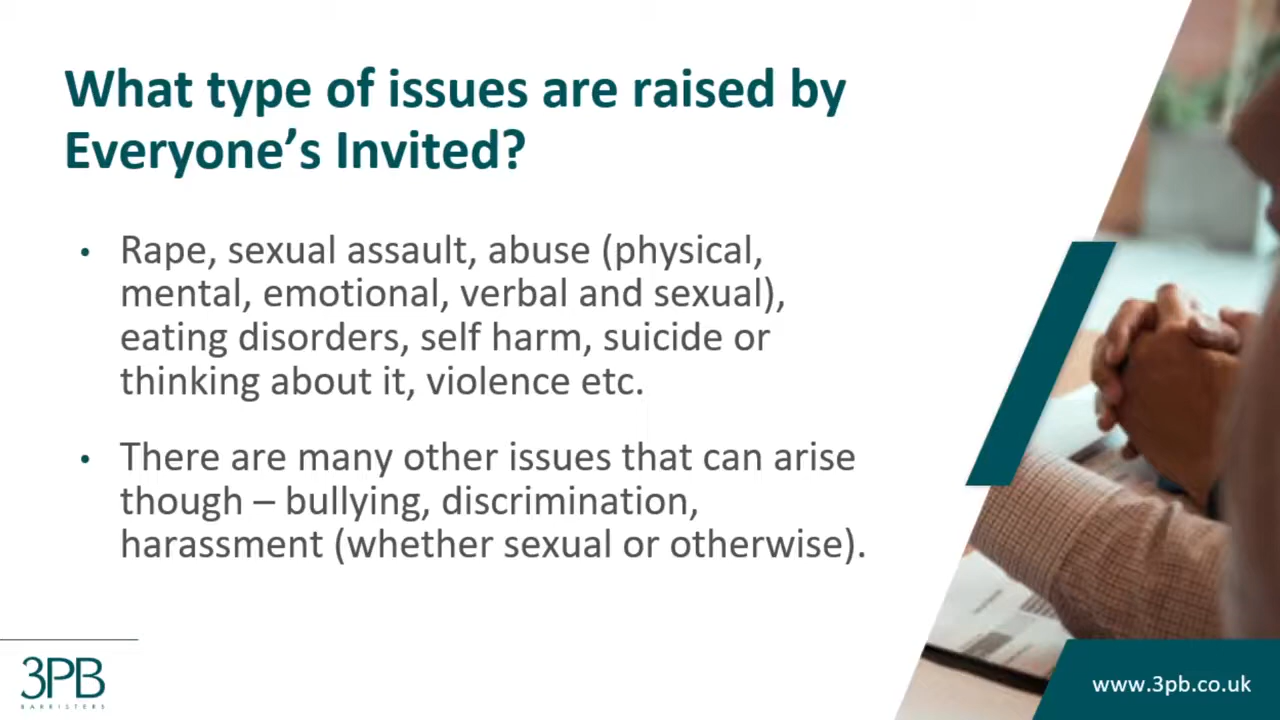 What type of issues are raised by
Everyone’s Invited?
• Rape, sexual assault, abuse (physical,
mental, emotional, verbal and sexual),
eating disorders, self harm, suicide or
thinking about it, violence etc.
• There are many other issues that can arise
though – bullying, discrimination,
harassment (whether sexual or otherwise).
3PB
BARRISTERS
www.3pb.co.uk